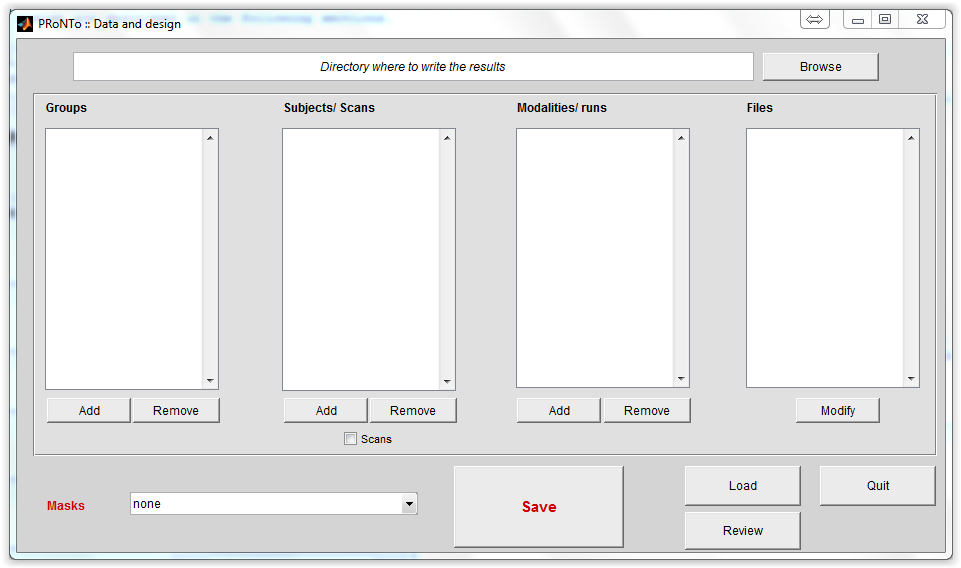 PRoNTo :: Data and design
Directory where to write the results
Browse
Groups
Subjects/ Scans
Modalities/ runs
Files
Add
Remove
Add
Remove
Add
Remove
Modify
Scans
Masks
none
Save
Load
Quit
Review